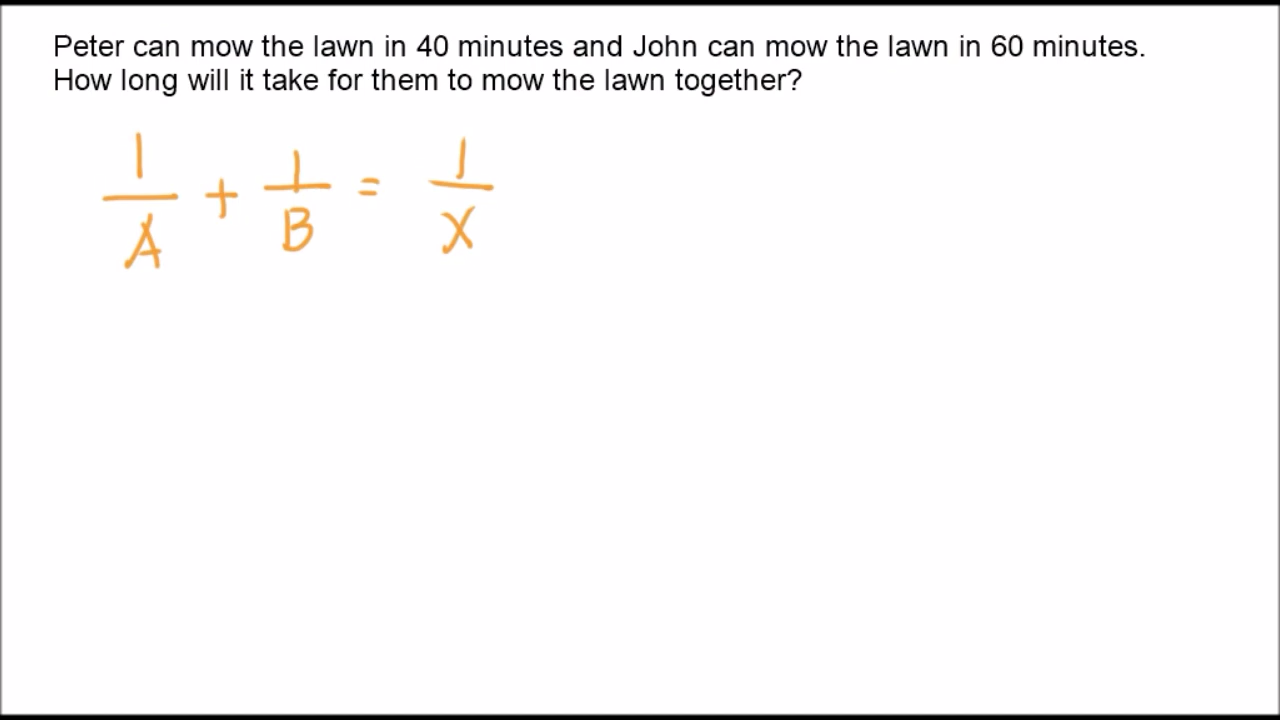 Peter can mow the lawn in 40 minutes and John can mow the lawn in 60 minutes.
How long will it take for them to mow the lawn together?
1/A + 1/B = 1/X